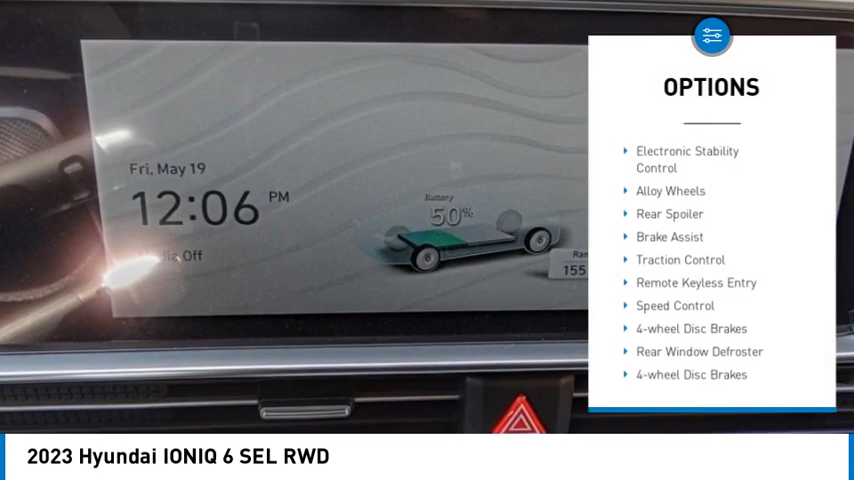 Fri, May 19
12:06 PM
Off
Battery
50%
155
OPTIONS
Electronic Stability
Control
Alloy Wheels
Rear Spoiler
Brake Assist
Traction Control
Remote Keyless Entry
Speed Control
4-wheel Disc Brakes
Rear Window Defroster
4-wheel Disc Brakes
2023 Hyundai IONIQ 6 SEL RWD